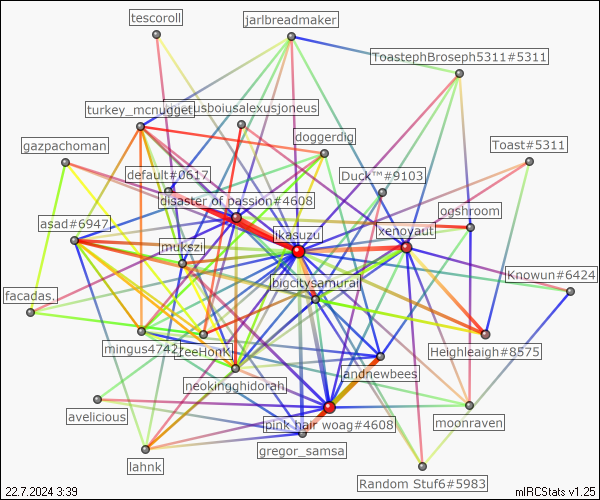 tescoroll
jarlbreadmaker
ToastephBroseph5311#5311
turkey_mcnugget
usboiusalexusjoneus
gazpachoman
doggerdig
Toast#5311
default#0617
Duck™#9103
disaster of passion#4608
ogshroom
asad#6947
ikasuzu
xenoyaut
mukszil
bigcitysamurai
Knowun#6424
facadas.
mingus4742
ZeeHonK
Heighleaigh#8575
neokingghidorah
andnewbees
avelicious
pink hair woag#4608
moonraven
gregor_samsa
lahnk
Random Stuf6#5983
22.7.2024 3:39
mIRCStats v1.25